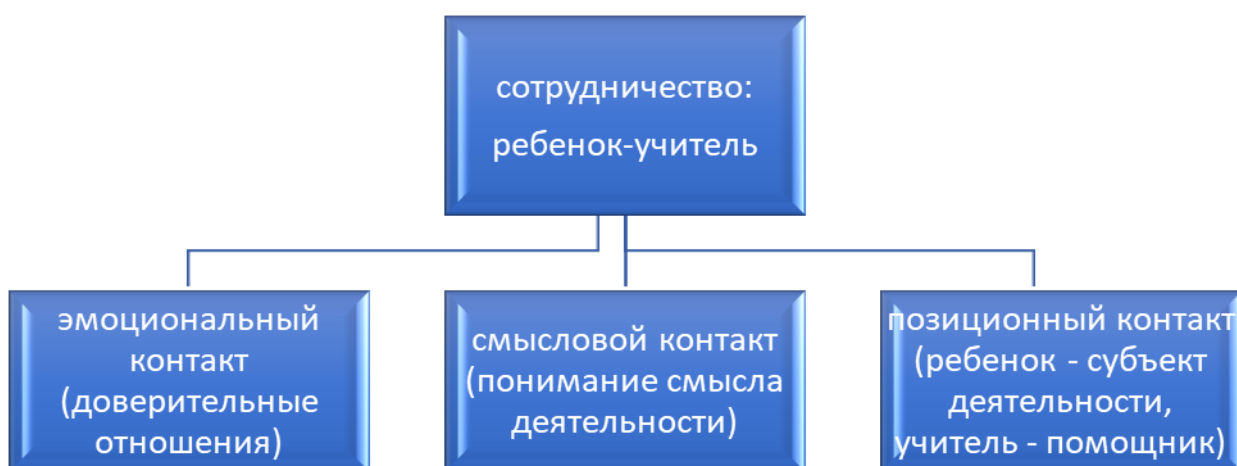 сотрудничество:
ребенок-учитель
эмоциональный
контакт
(доверительные
отношения)
смысловой контакт
(понимание смысла
деятельности)
позиционный контакт
(ребенок - субъект
деятельности,
учитель - помощник)